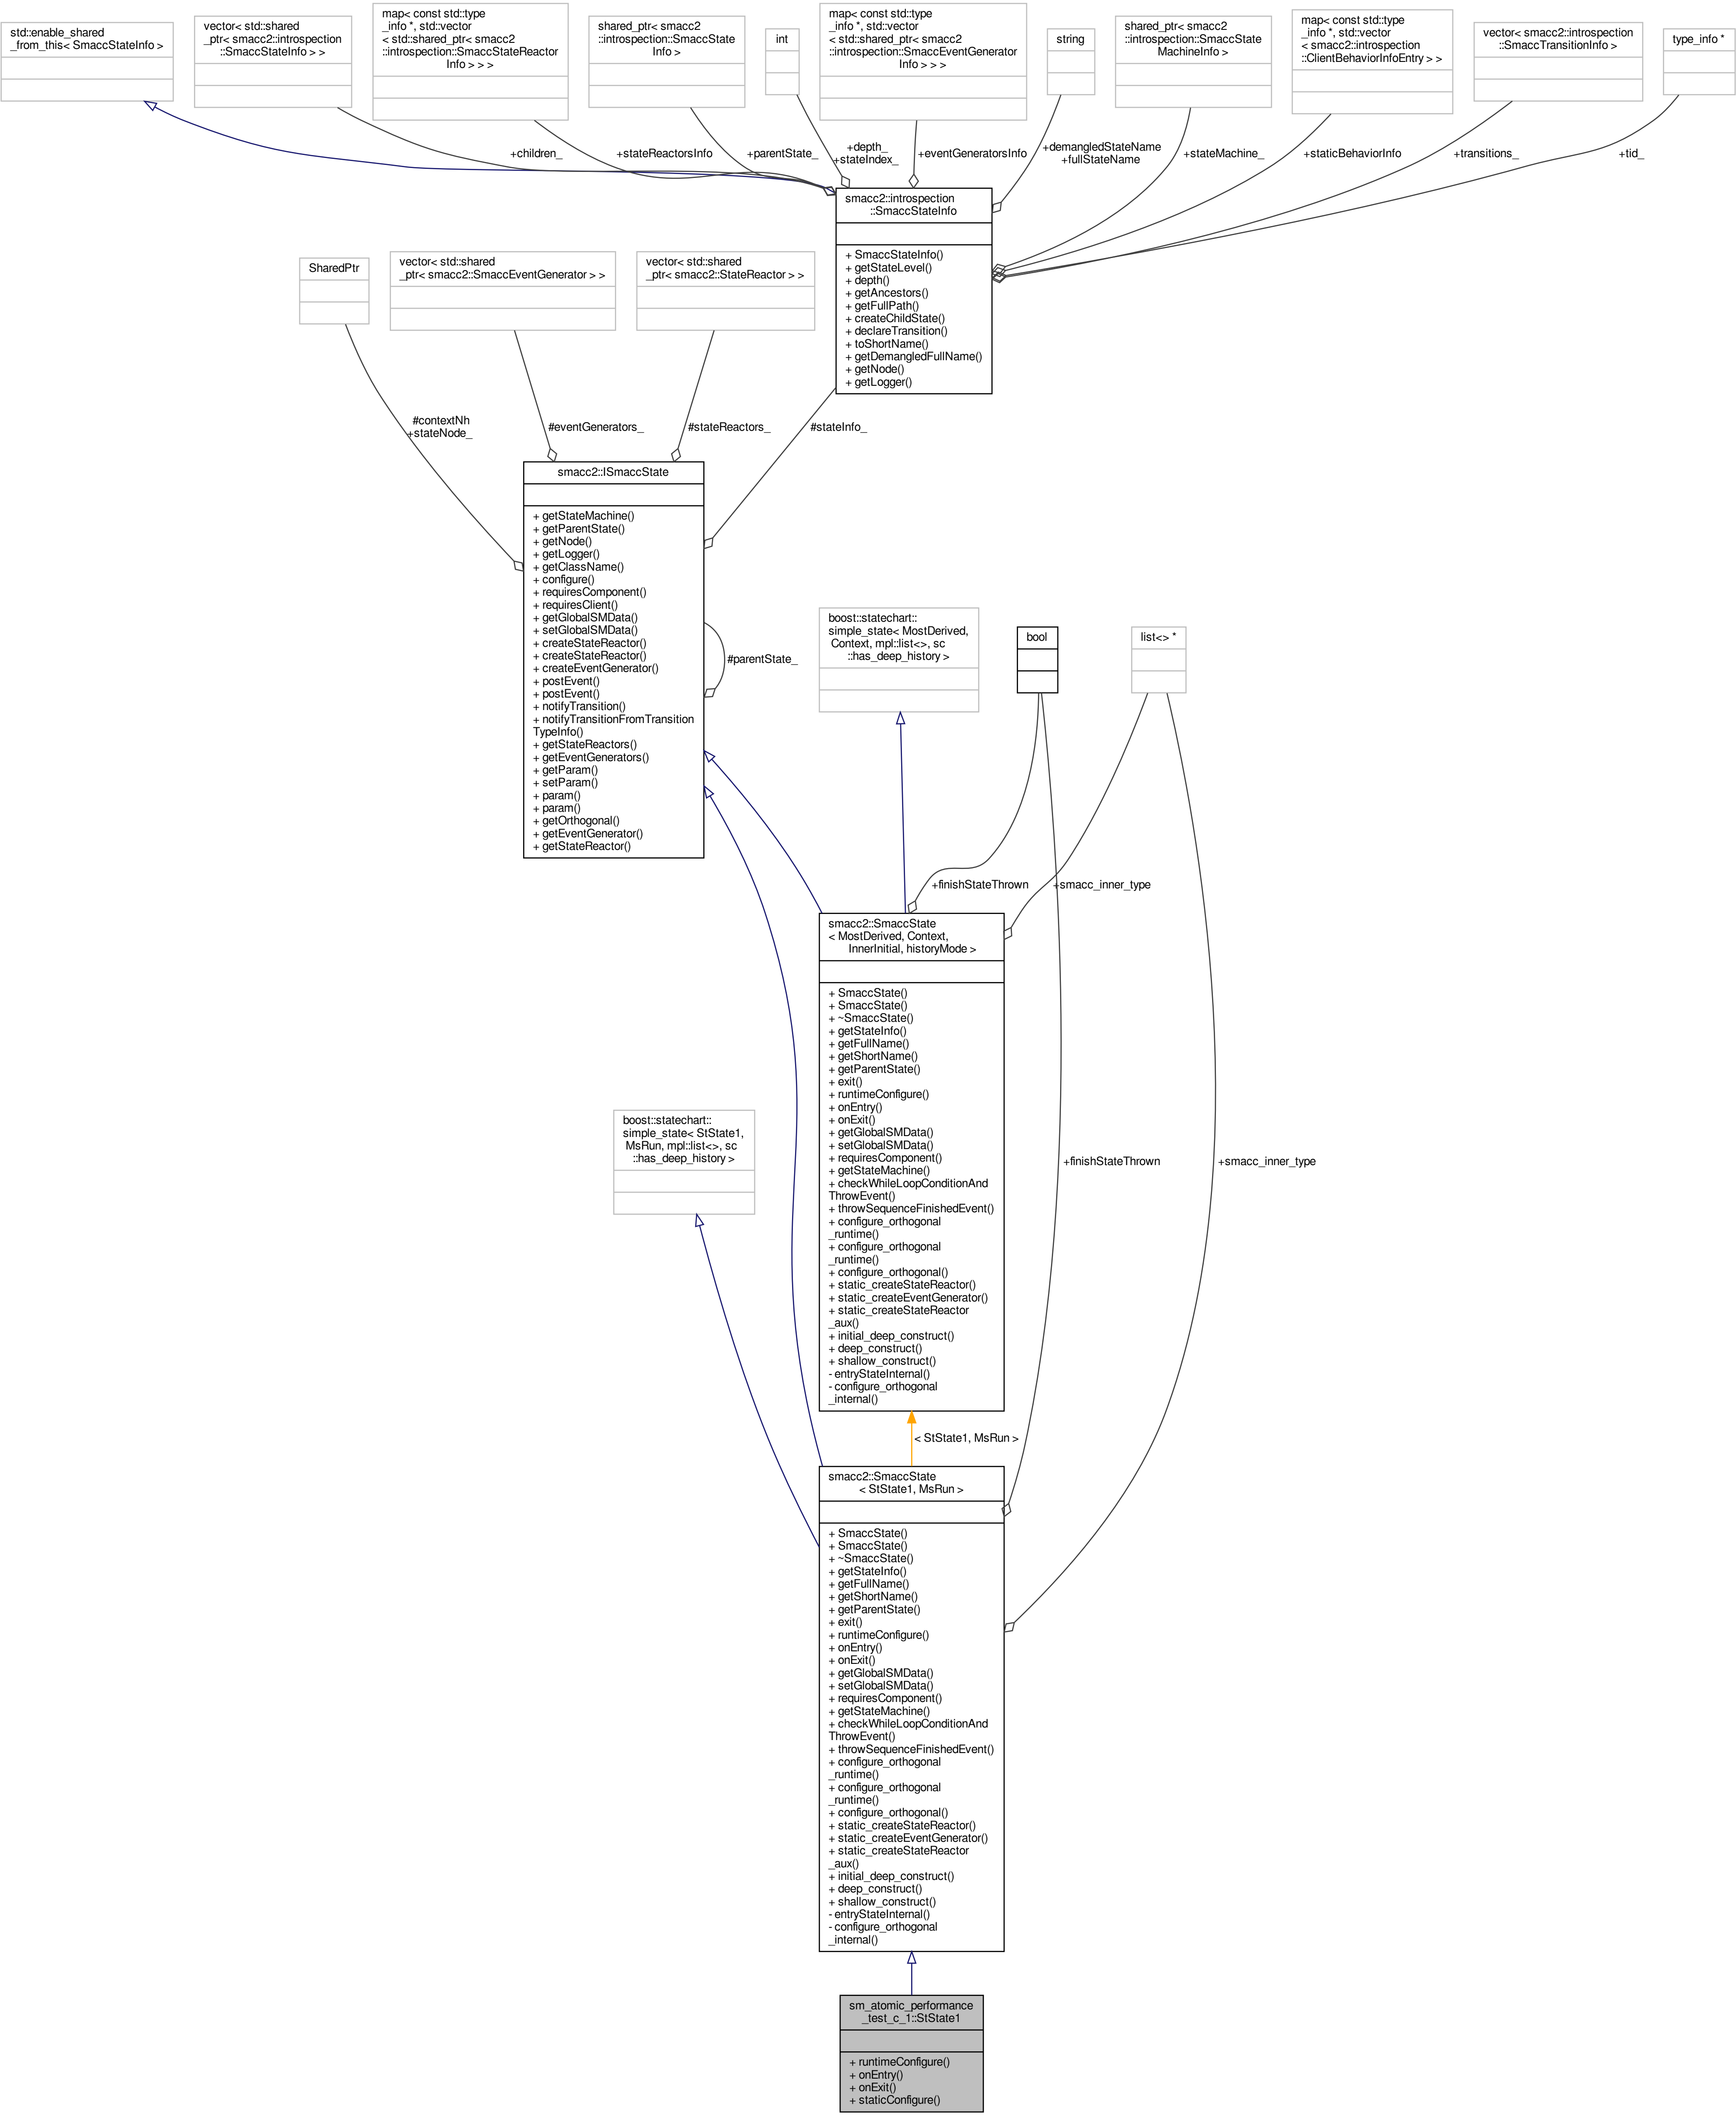 std::enable_shared
_from_this< SmaccStateInfo >
vector< std::shared
_ptr< smacc2::introspection
::SmaccStateInfo > >
map< const std::type
_info *, std::vector
< std::shared_ptr< smacc2
::introspection::SmaccStateReactor
Info > > >
shared_ptr< smacc2
::introspection::SmaccState
Info >
int
map< const std::type
_info *, std::vector
< std::shared_ptr< smacc2
::introspection::SmaccEventGenerator
Info > > >
string
shared_ptr< smacc2
::introspection::SmaccState
MachineInfo >
map< const std::type
_info *, std::vector
< smacc2::introspection
::ClientBehaviorInfoEntry > >
vector< smacc2::introspection
::SmaccTransitionInfo >
type_info *
+children_
+stateReactorsInfo
+parentState_
+depth_
+stateIndex_
+eventGeneratorsInfo
+demangledStateName
+fullStateName
+stateMachine_
+staticBehaviorInfo
+transitions_
+tid_
smacc2::introspection
::SmaccStateInfo
+ SmaccStateInfo()
+ getStateLevel()
+ depth()
+ getAncestors()
+ getFullPath()
+ createChildState()
+ declareTransition()
+ toShortName()
+ getDemangledFullName()
+ getNode()
+ getLogger()
SharedPtr
vector< std::shared
_ptr< smacc2::SmaccEventGenerator > >
vector< std::shared
_ptr< smacc2::StateReactor > >
#contextNh
+stateNode_
#eventGenerators_
#stateReactors_
#stateInfo_
smacc2::ISmaccState
+ getStateMachine()
+ getParentState()
+ getNode()
+ getLogger()
+ getClassName()
+ configure()
+ requiresComponent()
+ requiresClient()
+ getGlobalSMData()
+ setGlobalSMData()
+ createStateReactor()
+ createStateReactor()
+ createEventGenerator()
+ postEvent()
+ postEvent()
+ notifyTransition()
+ notifyTransitionFromTransition
TypeInfo()
+ getStateReactors()
+ getEventGenerators()
+ getParam()
+ setParam()
+ param()
+ param()
+ getOrthogonal()
+ getEventGenerator()
+ getStateReactor()
#parentState_
boost::statechart::
simple_state< MostDerived,
Context, mpl::list<>, sc
::has_deep_history >
bool
list<> *
+finishStateThrown
+smacc_inner_type
smacc2::SmaccState
< MostDerived, Context,
InnerInitial, historyMode >
+ SmaccState()
+ SmaccState()
+ ~SmaccState()
+ getStateInfo()
+ getFullName()
+ getShortName()
+ getParentState()
+ exit()
+ runtimeConfigure()
+ onEntry()
+ onExit()
+ getGlobalSMData()
+ setGlobalSMData()
+ requiresComponent()
+ getStateMachine()
+ checkWhileLoopConditionAnd
ThrowEvent()
+ throwSequenceFinishedEvent()
+ configure_orthogonal
_runtime()
+ configure_orthogonal
_runtime()
+ configure_orthogonal()
+ static_createStateReactor()
+ static_createEventGenerator()
+ static_createStateReactor
_aux()
+ initial_deep_construct()
+ deep_construct()
+ shallow_construct()
- entryStateInternal()
- configure_orthogonal
_internal()
boost::statechart::
simple_state< StState1,
MsRun, mpl::list<>, sc
::has_deep_history >
+finishStateThrown
+smacc_inner_type
< StState1, MsRun >
smacc2::SmaccState
< StState1, MsRun >
+ SmaccState()
+ SmaccState()
+ ~SmaccState()
+ getStateInfo()
+ getFullName()
+ getShortName()
+ getParentState()
+ exit()
+ runtimeConfigure()
+ onEntry()
+ onExit()
+ getGlobalSMData()
+ setGlobalSMData()
+ requiresComponent()
+ getStateMachine()
+ checkWhileLoopConditionAnd
ThrowEvent()
+ throwSequenceFinishedEvent()
+ configure_orthogonal
_runtime()
+ configure_orthogonal
_runtime()
+ configure_orthogonal()
+ static_createStateReactor()
+ static_createEventGenerator()
+ static_createStateReactor
_aux()
+ initial_deep_construct()
+ deep_construct()
+ shallow_construct()
- entryStateInternal()
- configure_orthogonal
_internal()
sm_atomic_performance
_test_c_1::StState1
+ runtimeConfigure()
+ onEntry()
+ onExit()
+ staticConfigure()